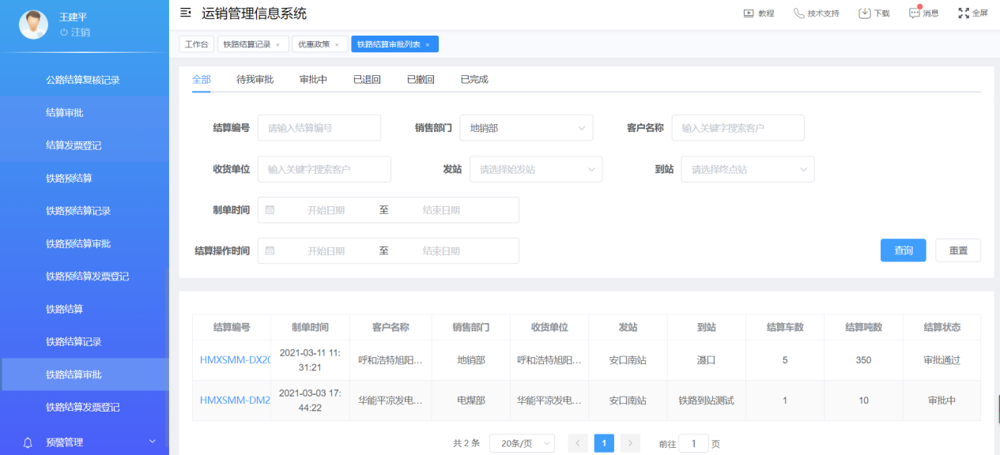 王建平
注销
公路结算复核记录
结算审批
结算发票登记
铁路预结算
铁路预结算记录
铁路预结算审批
铁路预结算发票登记
铁路结算
铁路结算记录
铁路结算审批
铁路结算发票登记
预警管理
运销管理信息系统
教程 技术支持 下载 消息 全屏
工作台 铁路结算记录 × 优惠政策 × 铁路结算审批列表 ×
全部 待我审批 审批中 已退回 已撤回 已完成
结算编号 请输入结算编号 销售部门 地销部 客户名称 输入关键字搜索客户
收货单位 输入关键字搜索客户 发站 请选择始发站 到站 请选择终点站
制单时间 开始日期 至 结束日期
结算操作时间 开始日期 至 结束日期 查询 重置
结算编号 制单时间 客户名称 销售部门 收货单位 发站 到站 结算车数 结算吨数 结算状态
HMXSMM-DX20 2021-03-11 11:31:21 呼和浩特旭阳... 地销部 呼和浩特旭阳... 安口南站 滠口 5 350 审批通过
HMXSMM-DM2 2021-03-03 17:44:22 华能平凉发电... 电煤部 华能平凉发电... 安口南站 铁路到站测试 1 10 审批中
共 2 条 20条/页 < 1 > 前往 1 页